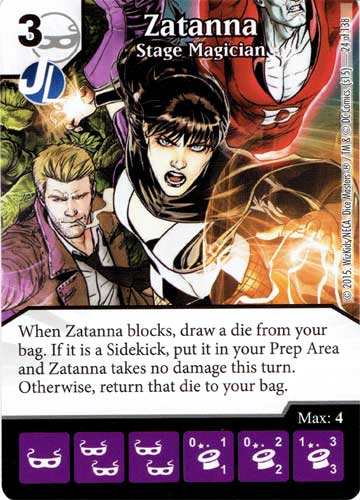 3
Zatanna
Stage Magician
JL
© 2015. WizKids/NECA. Dice Masters and / TM & © DC Comics. (s15) — 24 of 138
When Zatanna blocks, draw a die from your
bag. If it is a Sidekick, put it in your Prep Area
and Zatanna takes no damage this turn.
Otherwise, return that die to your bag.
Max: 4
0 1
1
0 2
2
1 3
3